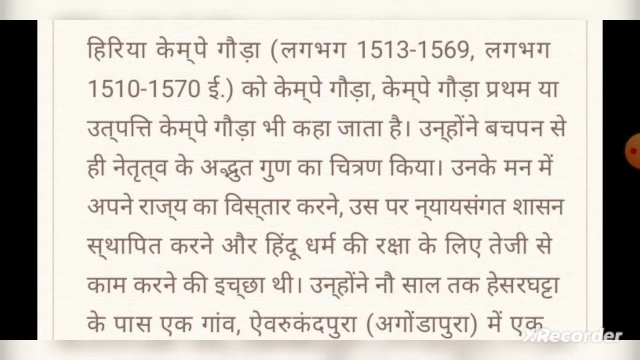 हिरिया केम्पे गौड़ा (लगभग 1513-1569, लगभग
1510-1570 ई.) को केम्पे गौड़ा, केम्पे गौड़ा प्रथम या
उत्पत्ति केम्पे गौड़ा भी कहा जाता है। उन्होंने बचपन से
ही नेतृत्व के अद्भुत गुण का चित्रण किया। उनके मन में
अपने राज्य का विस्तार करने, उस पर न्यायसंगत शासन
स्थापित करने और हिंदू धर्म की रक्षा के लिए तेजी से
काम करने की इच्छा थी। उन्होंने नौ साल तक हेसरघट्टा
के पास एक गांव, ऐवरुकंदपुरा (अगोंडापुरा) में एक
XRecorder